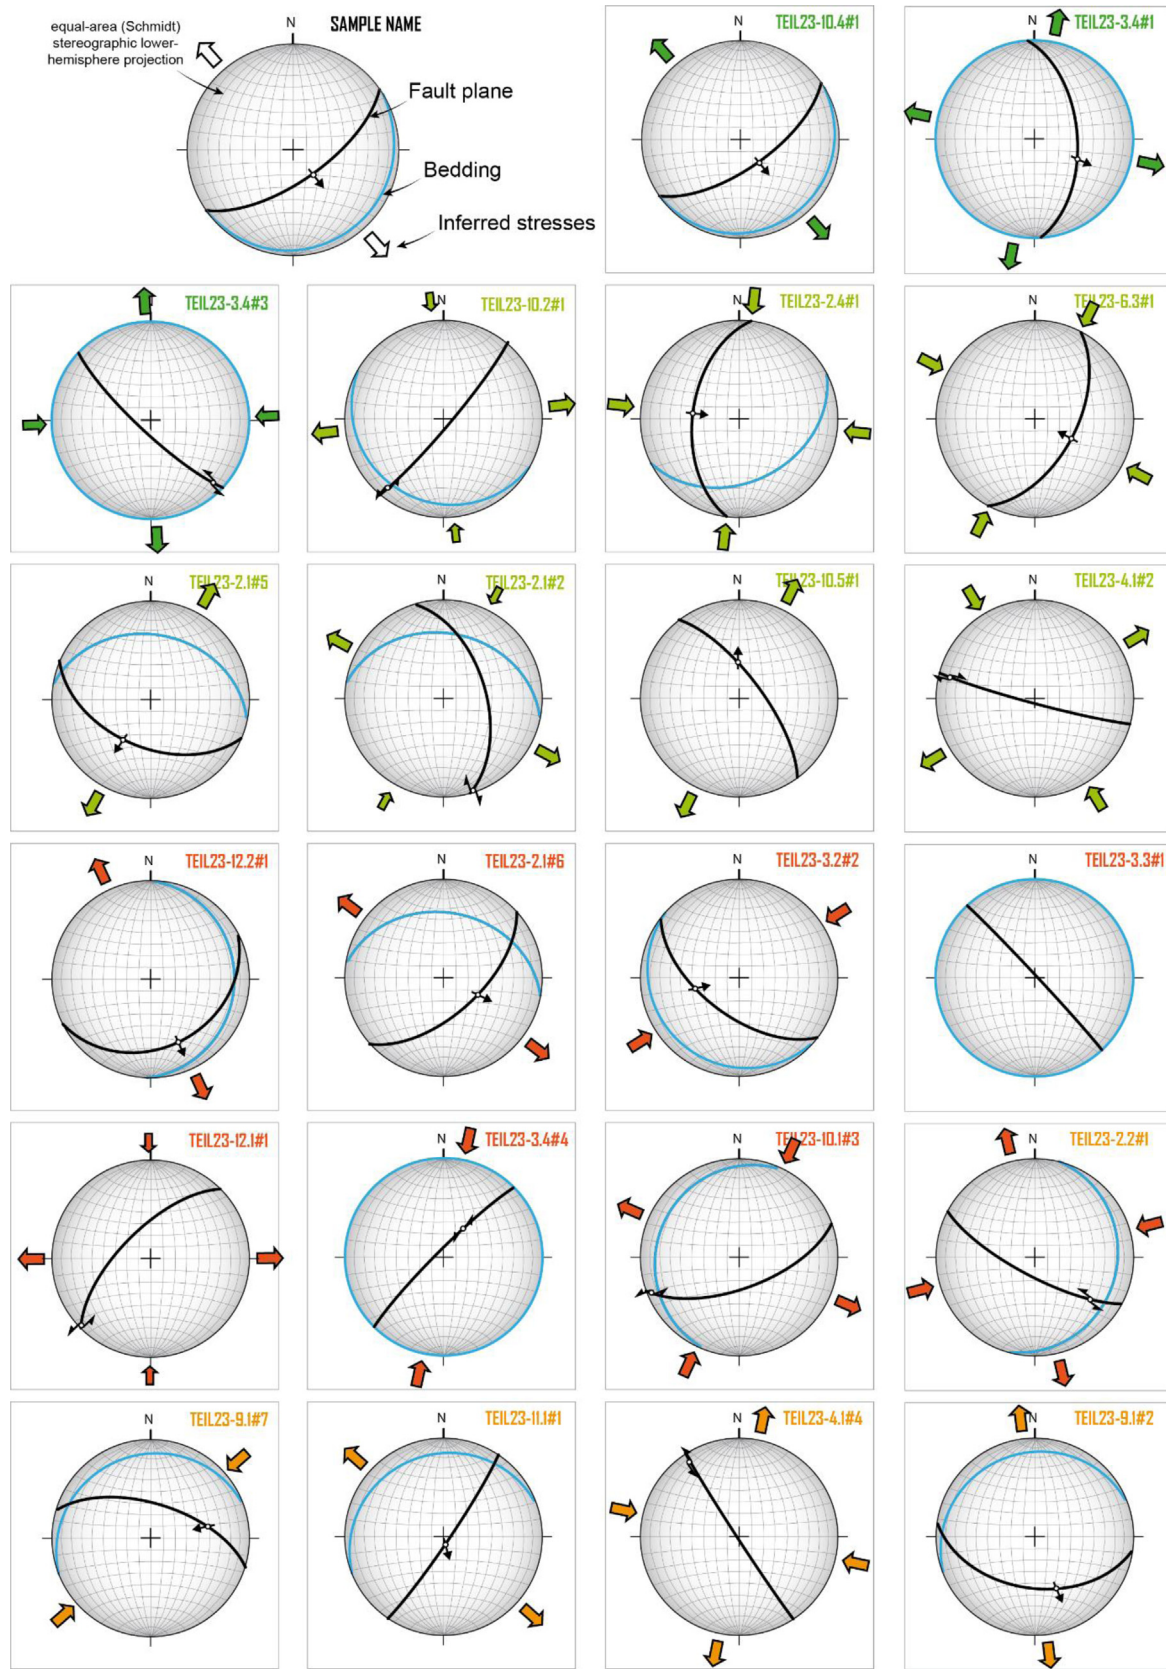 equal-area (Schmidt)
stereographic lower-
hemisphere projection
N
SAMPLE NAME
Fault plane
Bedding
Inferred stresses
N
TEIL23-10.4#1
N
TEIL23-3.4#1
N
TEIL23-3.4#3
N
TEIL23-10.2#1
N
TEIL23-2.4#1
N
TEIL23-6.3#1
N
TEIL23-2.1#5
N
TEIL23-2.1#2
N
TEIL23-10.5#1
N
TEIL23-4.1#2
N
TEIL23-12.2#1
N
TEIL23-2.1#6
N
TEIL23-3.2#2
N
TEIL23-3.3#1
N
TEIL23-12.1#1
N
TEIL23-3.4#4
N
TEIL23-10.1#3
N
TEIL23-2.2#1
N
TEIL23-9.1#7
N
TEIL23-11.1#1
N
TEIL23-4.1#4
N
TEIL23-9.1#2